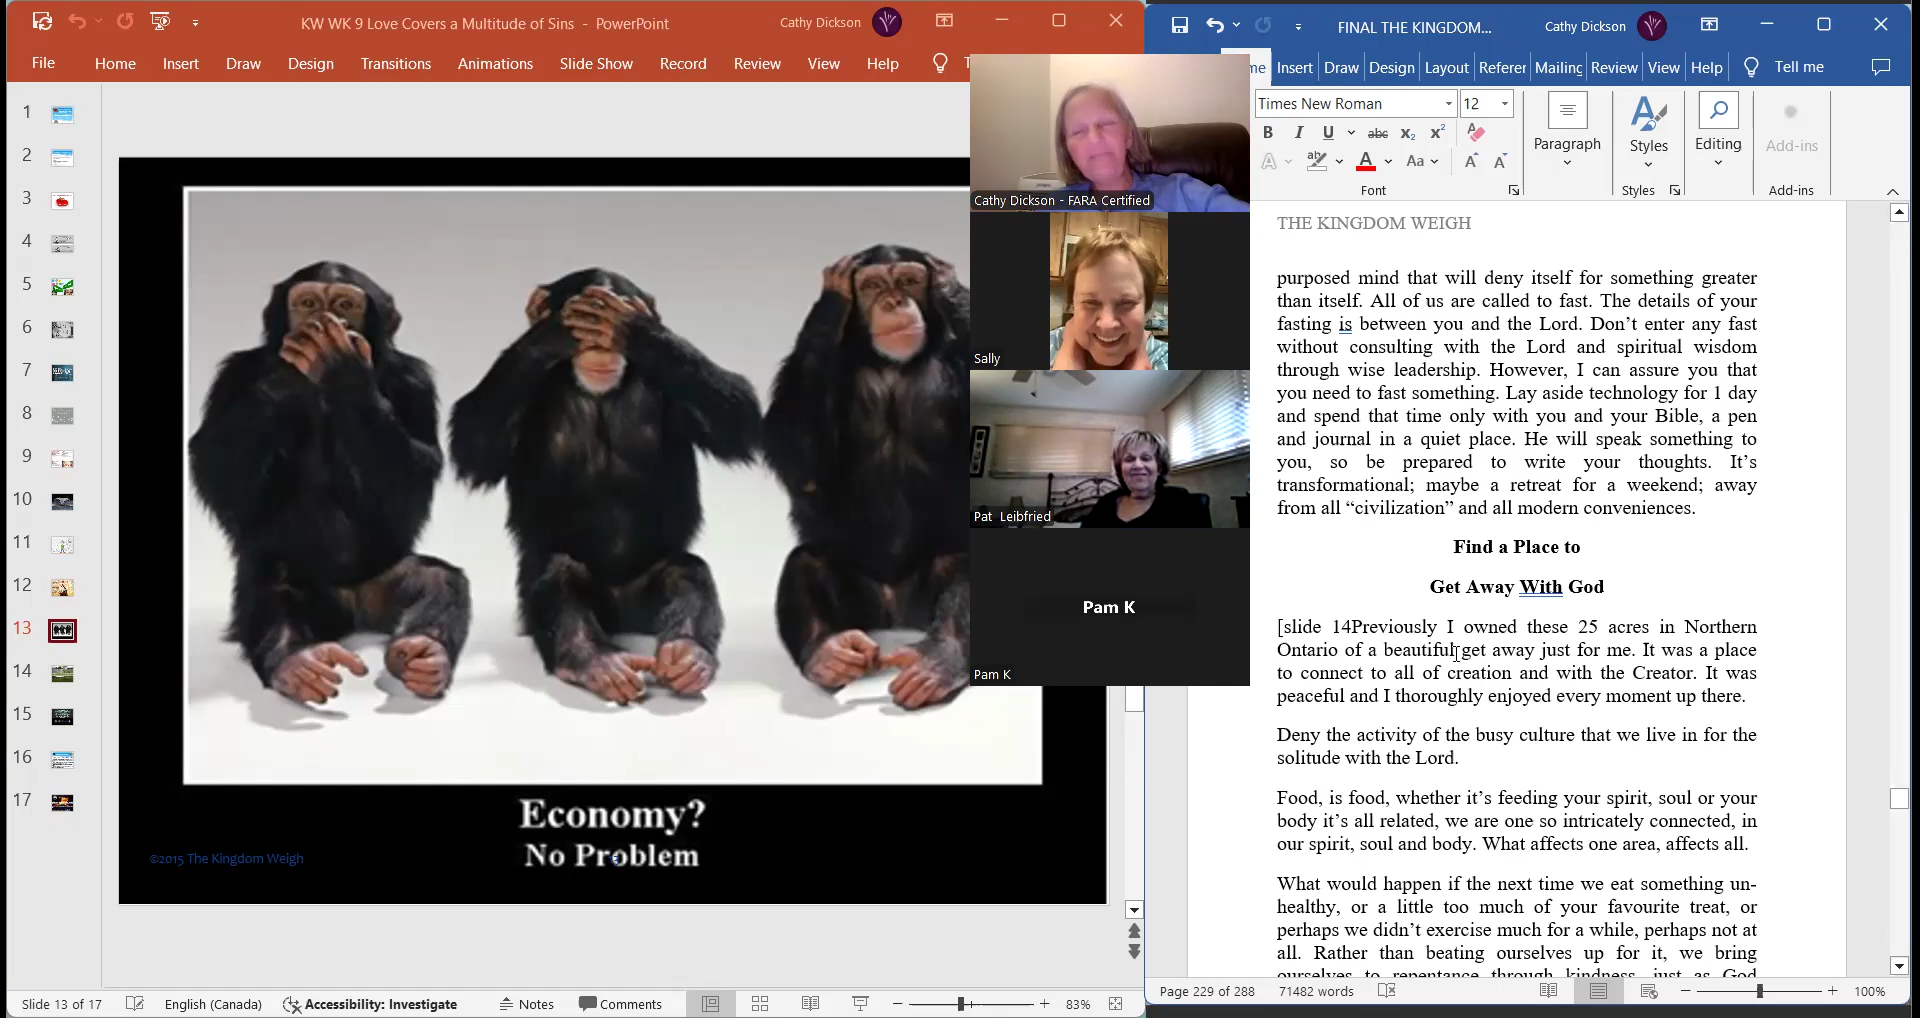 KW WK 9 Love Covers a Multitude of Sins - PowerPoint
Cathy Dickson
File Home Insert Draw Design Transitions Animations Slide Show Record Review View Help
1
2
3
4
5
6
7
8
9
10
11
12
13
14
15
16
17
Economy?
No Problem
©2015 The Kingdom Weigh
Slide 13 of 17 English (Canada) Accessibility: Investigate Notes Comments 83%
Cathy Dickson - FARA Certified
Sally
Pat Leibfried
Pam K
Pam K
FINAL THE KINGDOM... Cathy Dickson
Insert Draw Design Layout Referer Mailing Review View Help Tell me
Times New Roman 12
B I U abc x₂ x² 
A ab A Aa A A
Paragraph Styles Editing Add-ins
Font Styles Add-ins
THE KINGDOM WEIGH
purposed mind that will deny itself for something greater
than itself. All of us are called to fast. The details of your
fasting is between you and the Lord. Don’t enter any fast
without consulting with the Lord and spiritual wisdom
through wise leadership. However, I can assure you that
you need to fast something. Lay aside technology for 1 day
and spend that time only with you and your Bible, a pen
and journal in a quiet place. He will speak something to
you, so be prepared to write your thoughts. It’s
transformational; maybe a retreat for a weekend; away
from all “civilization” and all modern conveniences.
Find a Place to
Get Away With God
[slide 14Previously I owned these 25 acres in Northern
Ontario of a beautiful get away just for me. It was a place
to connect to all of creation and with the Creator. It was
peaceful and I thoroughly enjoyed every moment up there.
Deny the activity of the busy culture that we live in for the
solitude with the Lord.
Food, is food, whether it’s feeding your spirit, soul or your
body it’s all related, we are one so intricately connected, in
our spirit, soul and body. What affects one area, affects all.
What would happen if the next time we eat something un-
healthy, or a little too much of your favourite treat, or
perhaps we didn’t exercise much for a while, perhaps not at
all. Rather than beating ourselves up for it, we bring
ourselves to repentance through kindness, just as God
Page 229 of 288 71482 words 100%